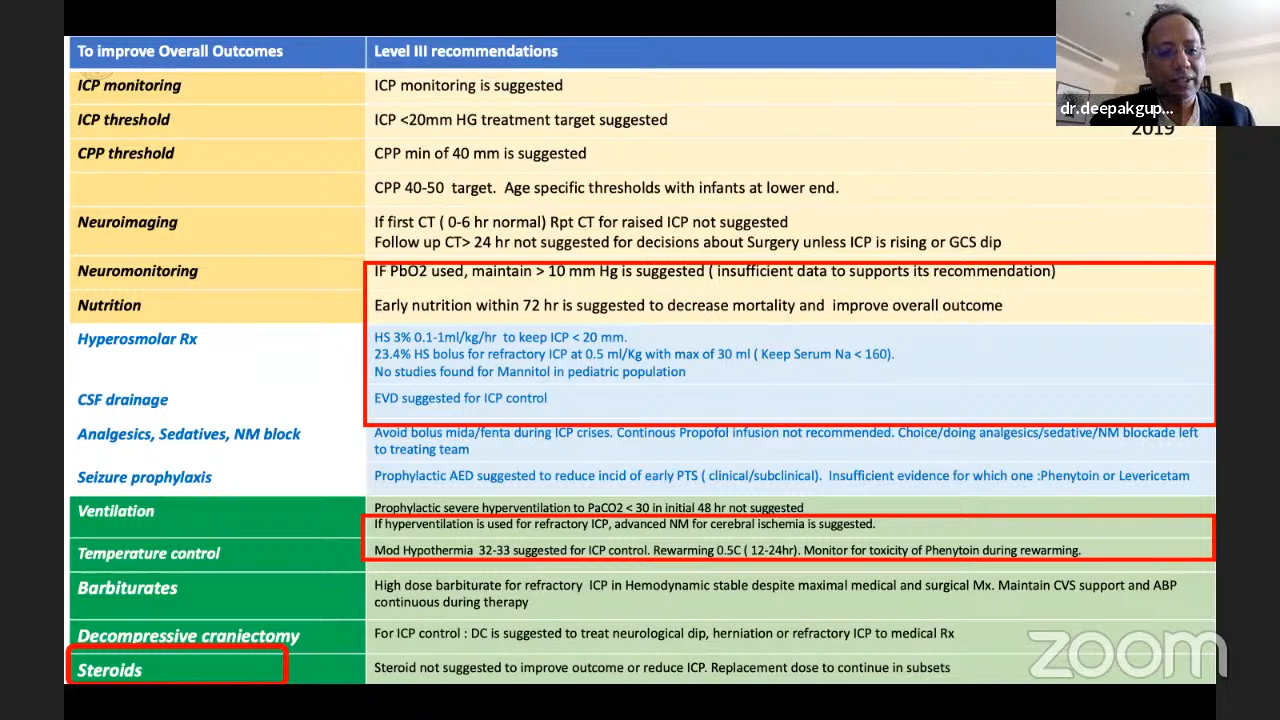 To improve Overall Outcomes
Level III recommendations
dr.deepakgup...
2019
ICP monitoring
ICP monitoring is suggested
ICP threshold
ICP <20mm HG treatment target suggested
CPP threshold
CPP min of 40 mm is suggested
CPP 40-50 target. Age specific thresholds with infants at lower end.
Neuroimaging
If first CT ( 0-6 hr normal) Rpt CT for raised ICP not suggested
Follow up CT> 24 hr not suggested for decisions about Surgery unless ICP is rising or GCS dip
Neuromonitoring
IF PbO2 used, maintain > 10 mm Hg is suggested ( insufficient data to supports its recommendation)
Nutrition
Early nutrition within 72 hr is suggested to decrease mortality and improve overall outcome
Hyperosmolar Rx
HS 3% 0.1-1ml/kg/hr to keep ICP < 20 mm.
23.4% HS bolus for refractory ICP at 0.5 ml/Kg with max of 30 ml ( Keep Serum Na < 160).
No studies found for Mannitol in pediatric population
CSF drainage
EVD suggested for ICP control
Analgesics, Sedatives, NM block
Avoid bolus mida/fenta during ICP crises. Continous Propofol infusion not recommended. Choice/doing analgesics/sedative/NM blockade left
to treating team
Seizure prophylaxis
Prophylactic AED suggested to reduce incid of early PTS ( clinical/subclinical). Insufficient evidence for which one :Phenytoin or Levericetam
Ventilation
Prophylactic severe hyperventilation to PaCO2 < 30 in initial 48 hr not suggested
If hyperventilation is used for refractory ICP, advanced NM for cerebral ischemia is suggested.
Temperature control
Mod Hypothermia 32-33 suggested for ICP control. Rewarming 0.5C ( 12-24hr). Monitor for toxicity of Phenytoin during rewarming.
Barbiturates
High dose barbiturate for refractory ICP in Hemodynamic stable despite maximal medical and surgical Mx. Maintain CVS support and ABP
continuous during therapy
Decompressive craniectomy
For ICP control : DC is suggested to treat neurological dip, herniation or refractory ICP to medical Rx
Steroids
Steroid not suggested to improve outcome or reduce ICP. Replacement dose to continue in subsets
zoom